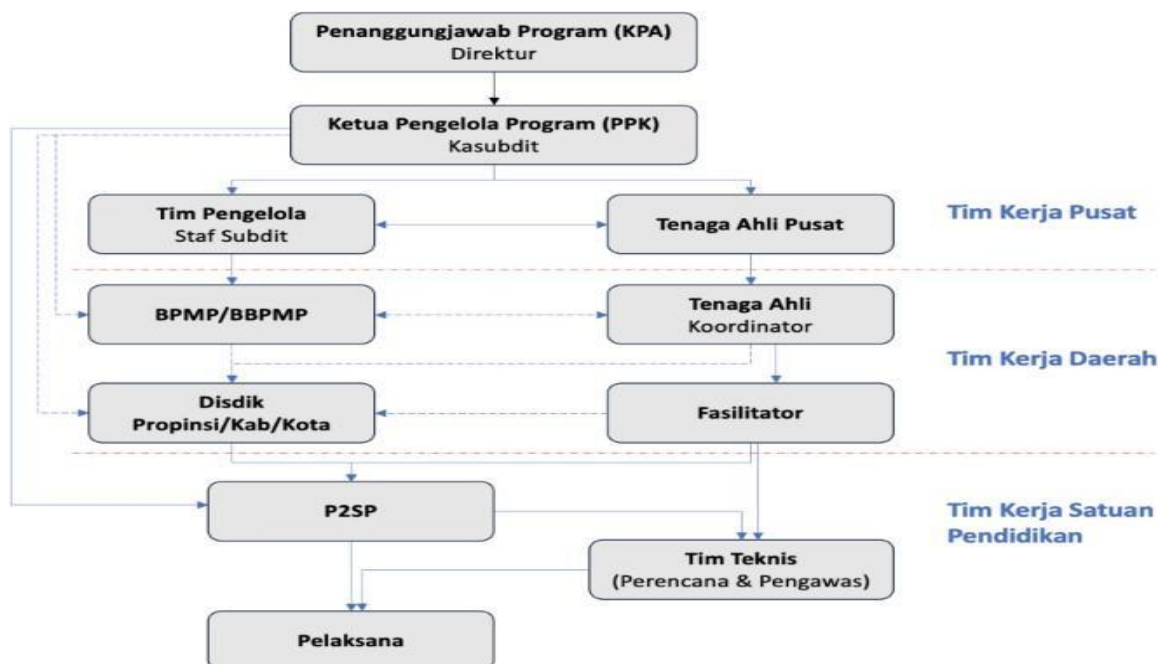 Penanggungjawab Program (KPA)
Direktur
Ketua Pengelola Program (PPK)
Kasubdit
Tim Pengelola
Staf Subdit
Tenaga Ahli Pusat
Tim Kerja Pusat
BPMP/BBPMP
Tenaga Ahli
Koordinator
Tim Kerja Daerah
Disdik
Propinsi/Kab/Kota
Fasilitator
P2SP
Tim Kerja Satuan
Pendidikan
Tim Teknis
(Perencana & Pengawas)
Pelaksana